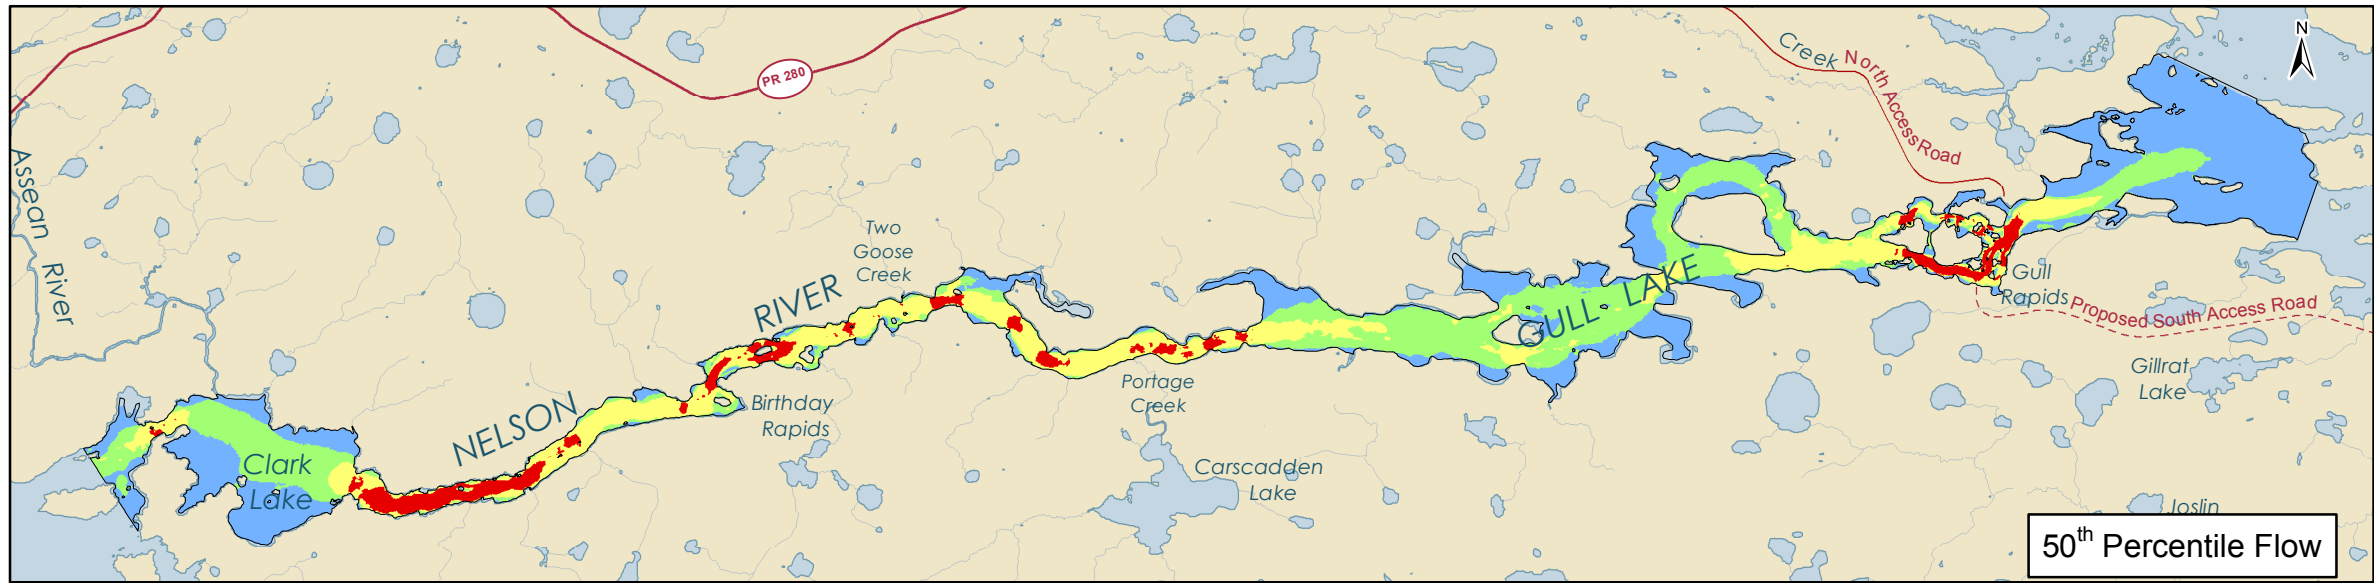 N
Creek
North Access Road
PR 280
Assean
River
Two
Goose
Creek
RIVER
GULL LAKE
Gull
Rapids
Proposed South Access Road
Gillrat
Lake
Portage
Creek
NELSON
Birthday
Rapids
Clark
Lake
Carscadden
Lake
Joslin
50th Percentile Flow